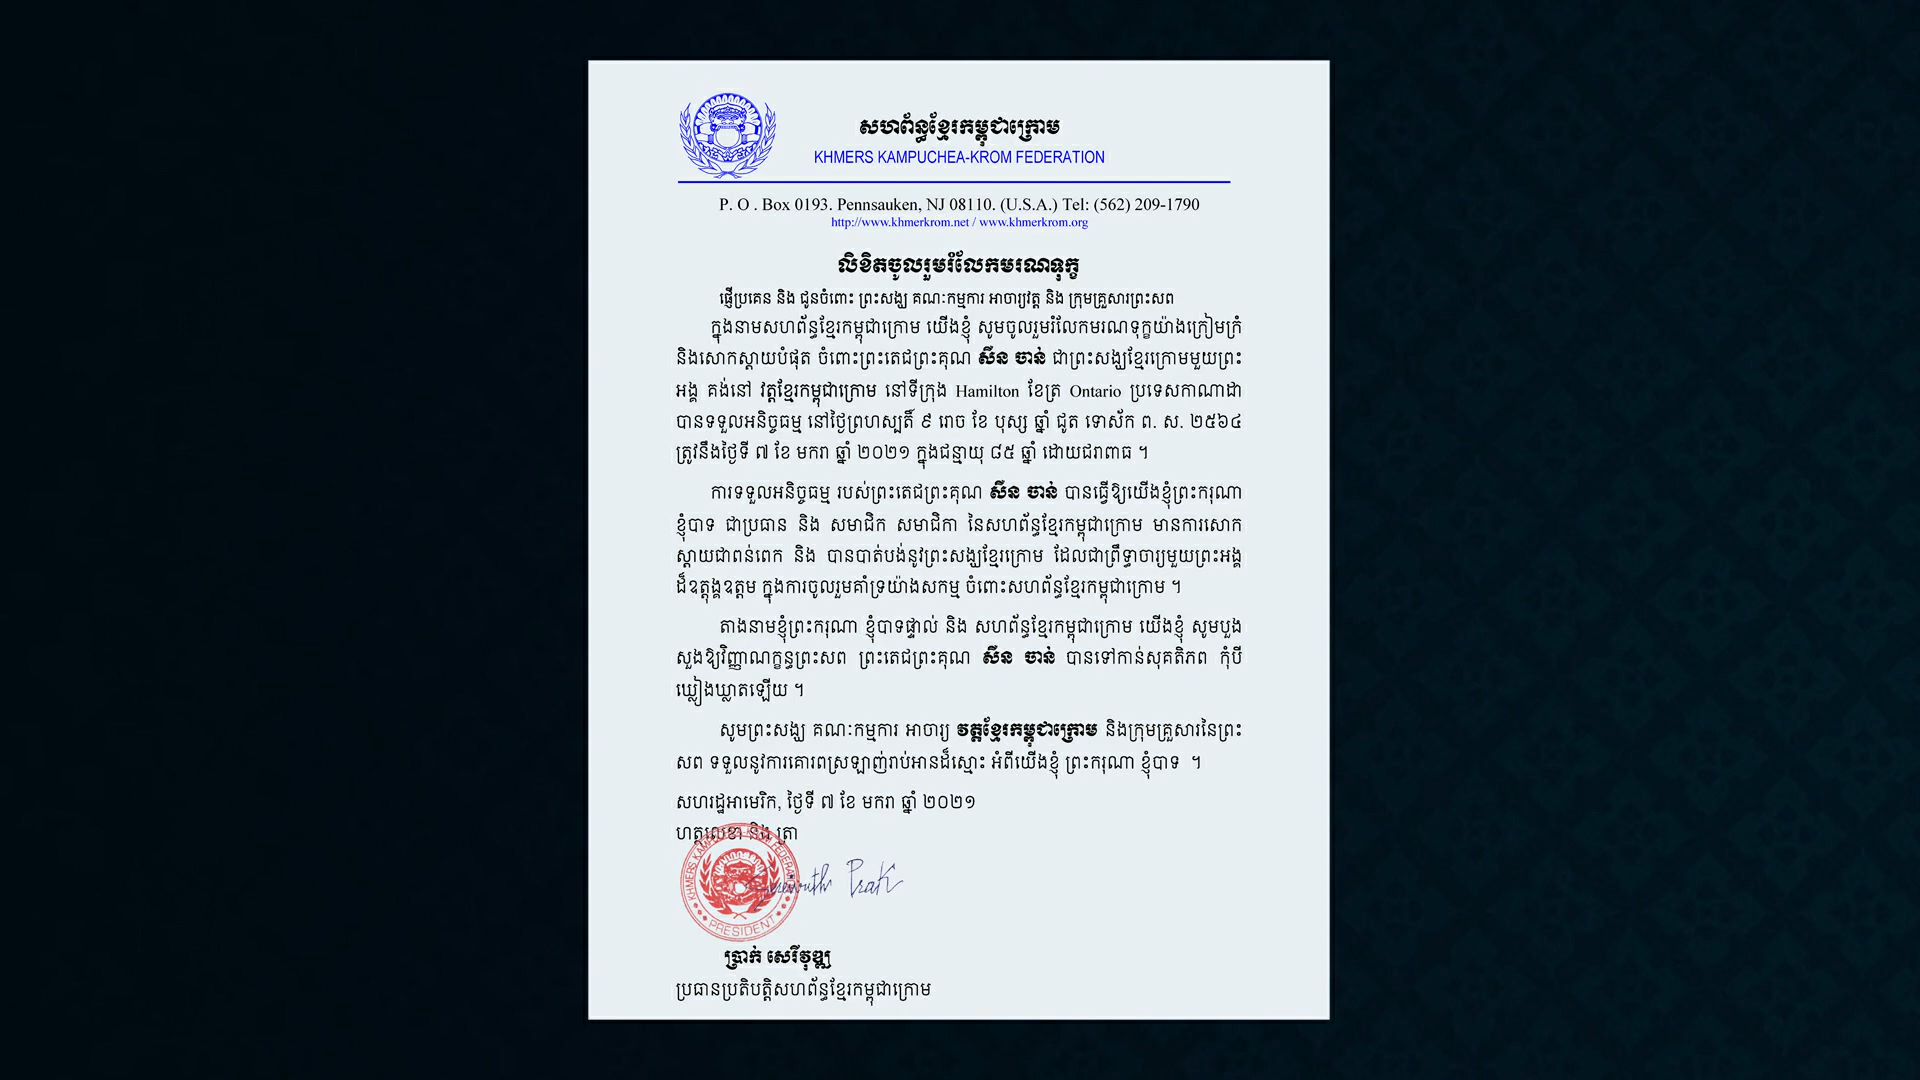 សហព័ន្ធខ្មែរកម្ពុជាក្រោម
KHMERS KAMPUCHEA-KROM FEDERATION
P. O . Box 0193. Pennsauken, NJ 08110. (U.S.A.) Tel: (562) 209-1790
http://www.khmerkrom.net / www.khmerkrom.org
លិខិតចូលរួមរំលែកមរណទុក្ខ
ផ្ញើប្រគេន និង ជូនចំពោះ ព្រះសង្ឃ គណៈកម្មការ អាចារ្យវត្ត និង ក្រុមគ្រួសារព្រះសព
ក្នុងនាមសហព័ន្ធខ្មែរកម្ពុជាក្រោម យើងខ្ញុំ សូមចូលរួមរំលែកមរណទុក្ខយ៉ាងក្រៀមក្រំ
និងសោកស្តាយបំផុត ចំពោះព្រះតេជព្រះគុណ សឺន ចាន់ ជាព្រះសង្ឃខ្មែរក្រោមមួយព្រះ
អង្គ គង់នៅ វត្តខ្មែរកម្ពុជាក្រោម នៅទីក្រុង Hamilton ខែត្រ Ontario ប្រទេសកាណាដា
បានទទួលអនិច្ចធម្ម នៅថ្ងៃព្រហស្បតិ៍ ៩ រោច ខែ បុស្ស ឆ្នាំ ជូត ទោស័ក ព. ស. ២៥៦៤
ត្រូវនឹងថ្ងៃទី ៧ ខែ មករា ឆ្នាំ ២០២១ ក្នុងជន្មាយុ ៨៥ ឆ្នាំ ដោយជរាពាធ ។
ការទទួលអនិច្ចធម្ម របស់ព្រះតេជព្រះគុណ សឺន ចាន់ បានធ្វើឱ្យយើងខ្ញុំព្រះករុណា
ខ្ញុំបាទ ជាប្រធាន និង សមាជិក សមាជិកា នៃសហព័ន្ធខ្មែរកម្ពុជាក្រោម មានការសោក
ស្តាយជាពន់ពេក និង បានបាត់បង់នូវព្រះសង្ឃខ្មែរក្រោម ដែលជាព្រឹទ្ធាចារ្យមួយព្រះអង្គ
ដ៏ឧត្តុង្គឧត្តម ក្នុងការចូលរួមគាំទ្រយ៉ាងសកម្ម ចំពោះសហព័ន្ធខ្មែរកម្ពុជាក្រោម ។
តាងនាមខ្ញុំព្រះករុណា ខ្ញុំបាទផ្ទាល់ និង សហព័ន្ធខ្មែរកម្ពុជាក្រោម យើងខ្ញុំ សូមបួង
សួងឱ្យវិញ្ញាណក្ខន្ធព្រះសព ព្រះតេជព្រះគុណ សឺន ចាន់ បានទៅកាន់សុគតិភព កុំបី
ឃ្លៀងឃ្លាតឡើយ ។
សូមព្រះសង្ឃ គណៈកម្មការ អាចារ្យ វត្តខ្មែរកម្ពុជាក្រោម និងក្រុមគ្រួសារនៃព្រះ
សព ទទួលនូវការគោរពស្រឡាញ់រាប់អានដ៏ស្មោះ អំពីយើងខ្ញុំ ព្រះករុណា ខ្ញុំបាទ ។
សហរដ្ឋអាមេរិក, ថ្ងៃទី ៧ ខែ មករា ឆ្នាំ ២០២១
ហត្ថលេខា និង ត្រា
KHMERS KAMPUCHEA-KROM FEDERATION
PRESIDENT
Sereivuth Prak
ប្រាក់ សេរីវុឌ្ឍ
ប្រធានប្រតិបត្តិសហព័ន្ធខ្មែរកម្ពុជាក្រោម